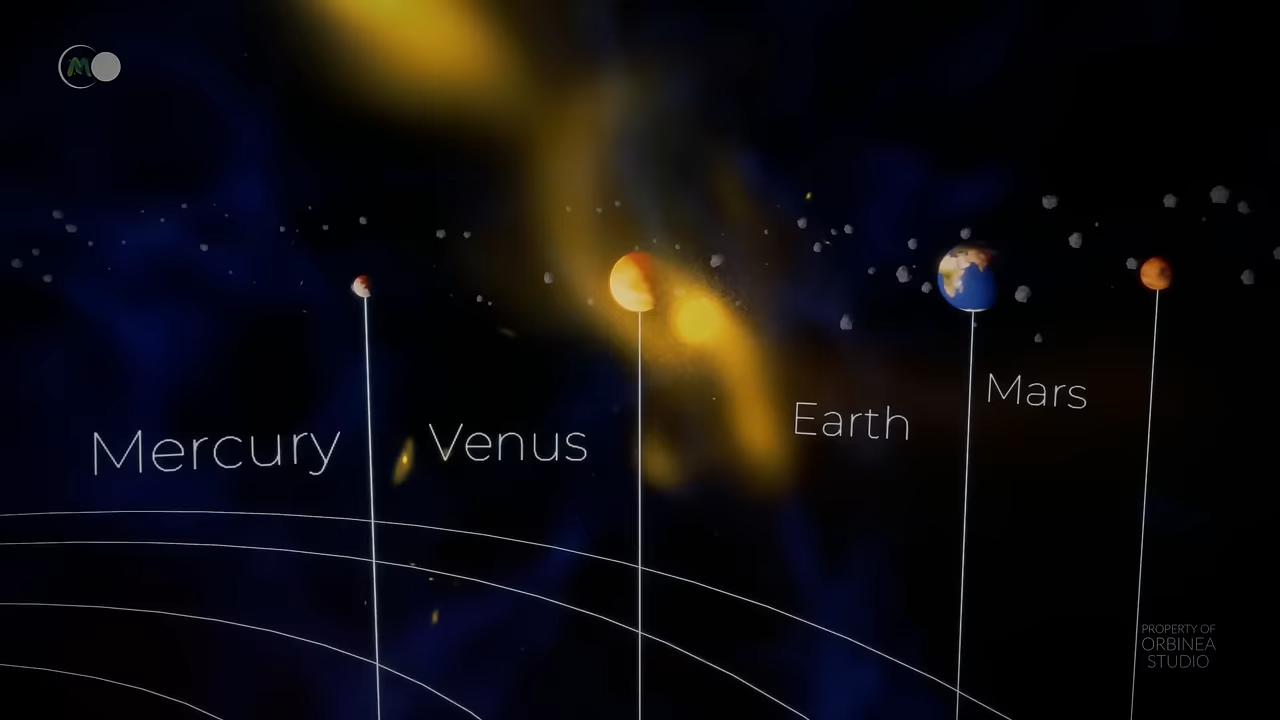 M
Mercury
Venus
Earth
Mars
PROPERTY OF
ORBINEA
STUDIO